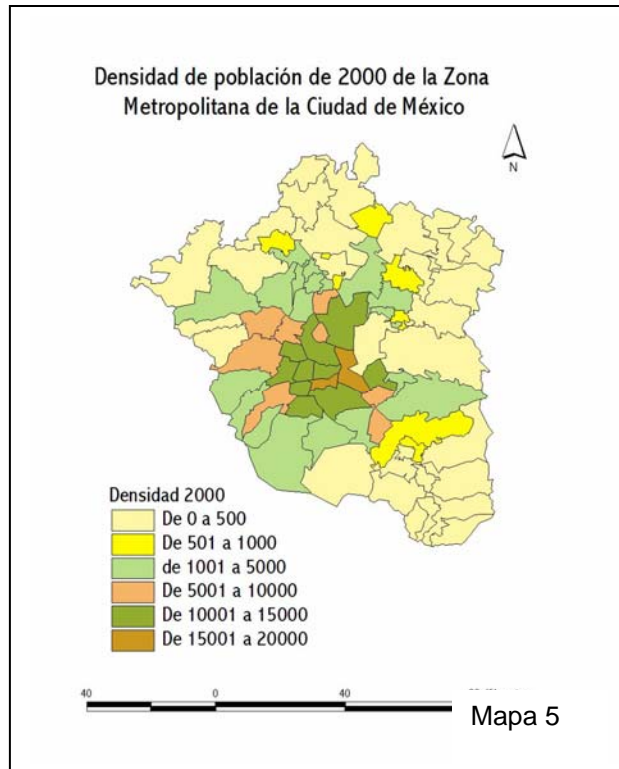 Densidad de población de 2000 de la Zona
Metropolitana de la Ciudad de México
N
Densidad 2000
De 0 a 500
De 501 a 1000
de 1001 a 5000
De 5001 a 10000
De 10001 a 15000
De 15001 a 20000
40 0 40
Mapa 5